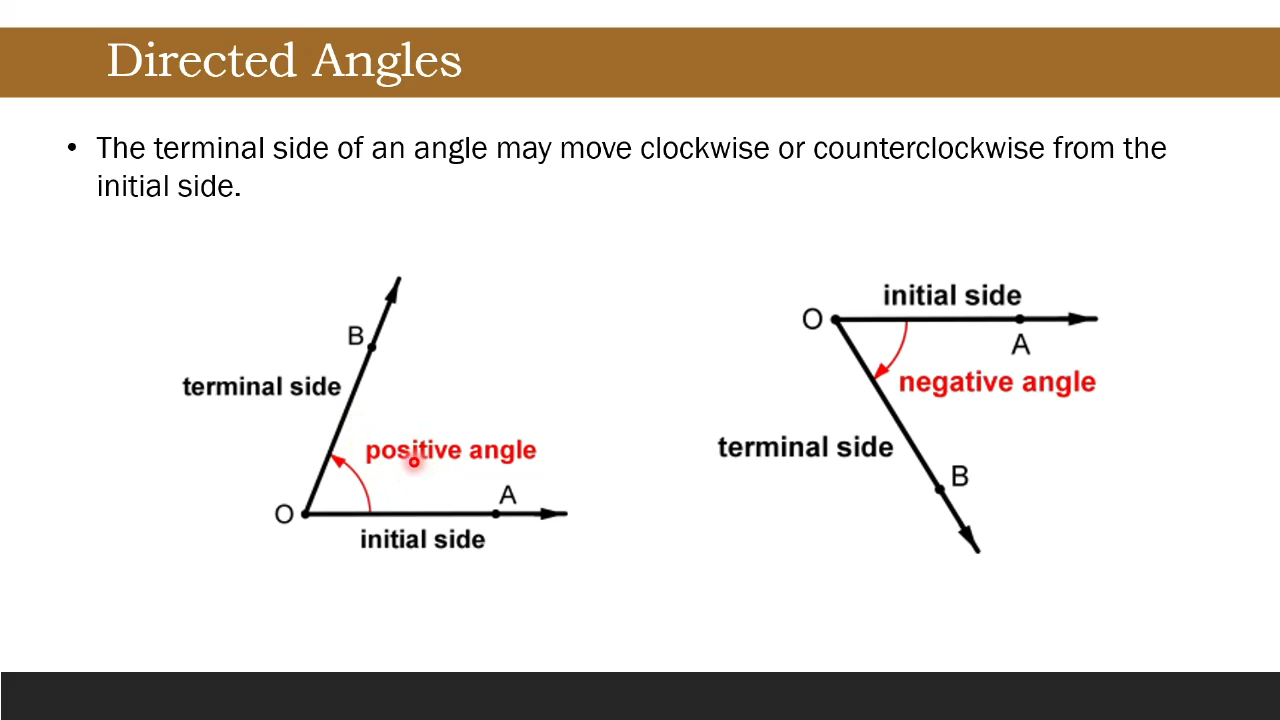 Directed Angles
• The terminal side of an angle may move clockwise or counterclockwise from the
initial side.
B
terminal side
positive angle
A
O
initial side
initial side
O
A
negative angle
terminal side
B